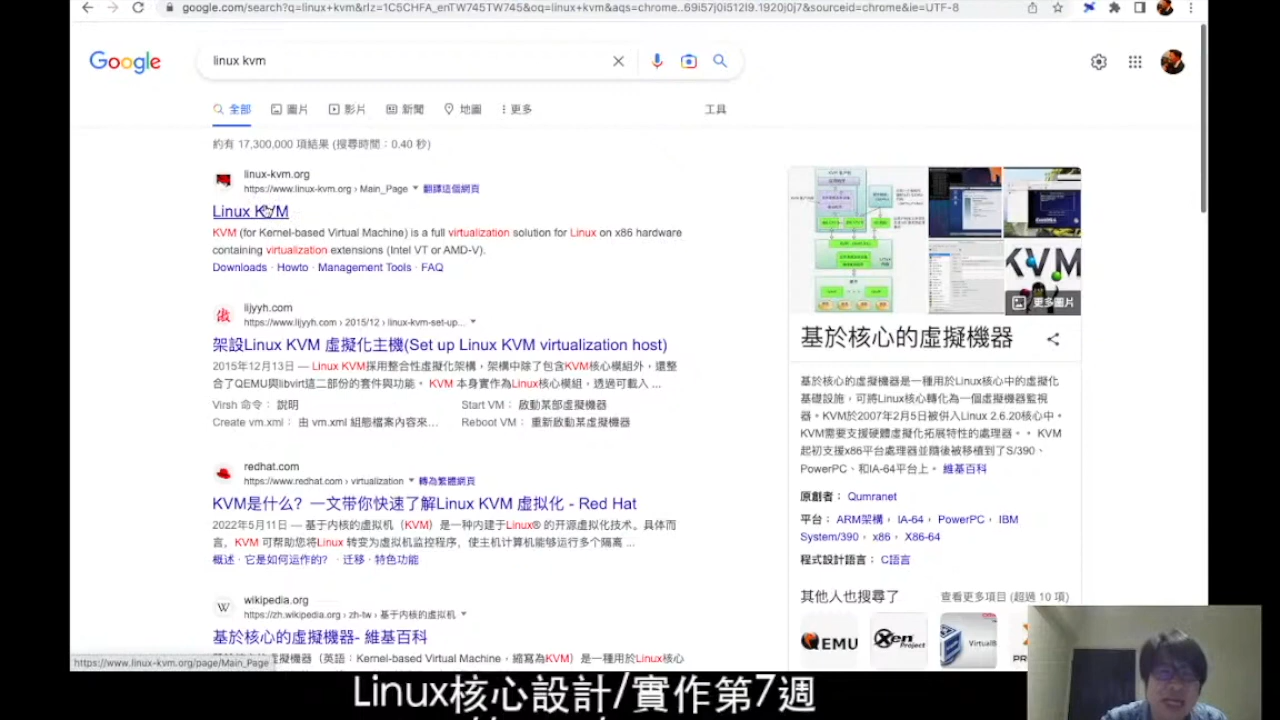 google.com/search?q=linux+kvm&rlz=1C5CHFA_enTW745TW745&oq=linux+kvm&aqs=chrome..69i57j0i512l9.1920j0j7&sourceid=chrome&ie=UTF-8
Google
linux kvm
全部
圖片
影片
新聞
地圖
更多
工具
約有 17,300,000 項結果 (搜尋時間：0.40 秒)
linux-kvm.org
https://www.linux-kvm.org › Main_Page
翻譯這個網頁
Linux KVM
KVM (for Kernel-based Virtual Machine) is a full virtualization solution for Linux on x86 hardware
containing virtualization extensions (Intel VT or AMD-V).
Downloads · Howto · Management Tools · FAQ
lijyyh.com
https://www.lijyyh.com › 2015/12 › linux-kvm-set-up...
架設Linux KVM 虛擬化主機(Set up Linux KVM virtualization host)
2015年12月13日 — Linux KVM採用整合性虛擬化架構，架構中除了包含KVM核心模組外，還整
合了QEMU與libvirt這二部份的套件與功能。 KVM 本身實作為Linux核心模組，透過可載入 ...
Virsh 命令： 說明
Start VM： 啟動某部虛擬機器
Create vm.xml： 由 vm.xml 組態檔案內容來...
Reboot VM： 重新啟動某虛擬機器
redhat.com
https://www.redhat.com › virtualization
轉為繁體網頁
KVM是什么？一文带你快速了解Linux KVM 虚拟化 - Red Hat
2022年5月11日 — 基于内核的虚拟机（KVM）是一种内建于Linux® 的开源虚拟化技术。具体而
言，KVM 可帮助您将Linux 转变为虚拟机监控程序，使主机计算机能够运行多个隔离 ...
概述 · 它是如何运作的？ · 迁移 · 特色功能
W
wikipedia.org
https://zh.wikipedia.org › zh-tw › 基于内核的虚拟机
基於核心的虛擬機器- 維基百科
虛擬機器（英語：Kernel-based Virtual Machine，縮寫為KVM）是一種用於Linux核心
https://www.linux-kvm.org/page/Main_Page
KVM
更多圖片
基於核心的虛擬機器
基於核心的虛擬機器是一種用於Linux核心中的虛擬化
基礎設施，可將Linux核心轉化為一個虛擬機器監視
器。KVM於2007年2月5日被併入Linux 2.6.20核心中。
KVM需要支援硬體虛擬化拓展特性的處理器。。 KVM
起初支援x86平台處理器並隨後被移植到了S/390、
PowerPC、和IA-64平台上。 維基百科
原創者： Qumranet
平台： ARM架構， IA-64， PowerPC， IBM
System/390， x86， X86-64
程式設計語言： C語言
其他人也搜尋了
查看更多項目 (超過 10 項)
QEMU
Xen Project
VirtualB
Linux核心設計/實作第7週